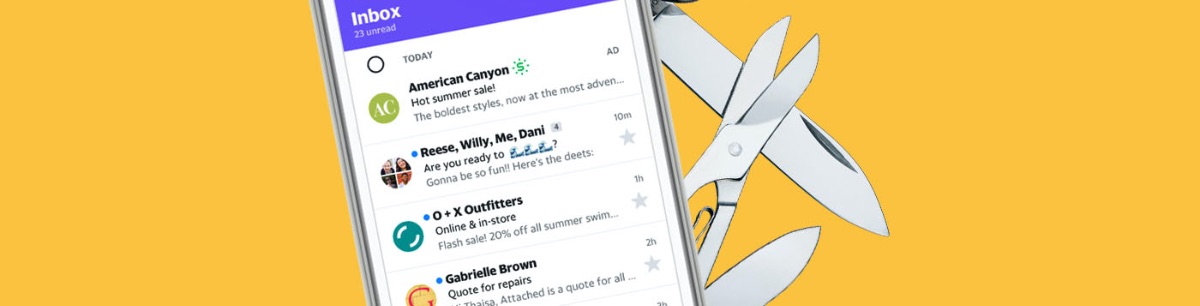 Inbox
23 unread
TODAY
American Canyon
AD
Hot summer sale!
The boldest styles, now at the most adven...
AC
Reese, Willy, Me, Dani 4
10m
Are you ready to ?
Gonna be so fun!! Here's the deets:
O + X Outfitters
1h
Online & in-store
Flash sale! 20% off all summer swim...
Gabrielle Brown
2h
Quote for repairs
Hi Thaisa, Attached is a quote for all ...
G